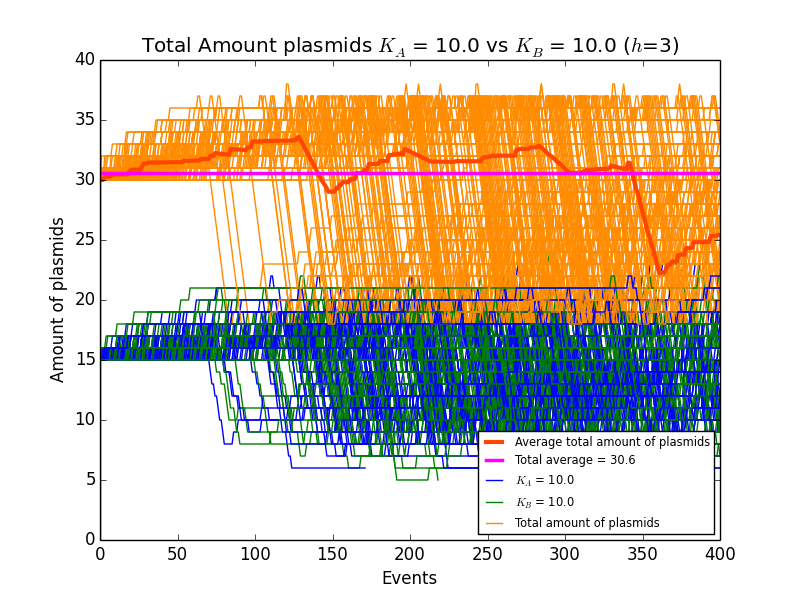 Total Amount plasmids $K_A$ = 10.0 vs $K_B$ = 10.0 ($h$=3)
40
35
30
25
20
15
10
5
0
Amount of plasmids
Average total amount of plasmids
Total average = 30.6
$K_A$ = 10.0
$K_B$ = 10.0
Total amount of plasmids
0 50 100 150 200 250 300 350 400
Events